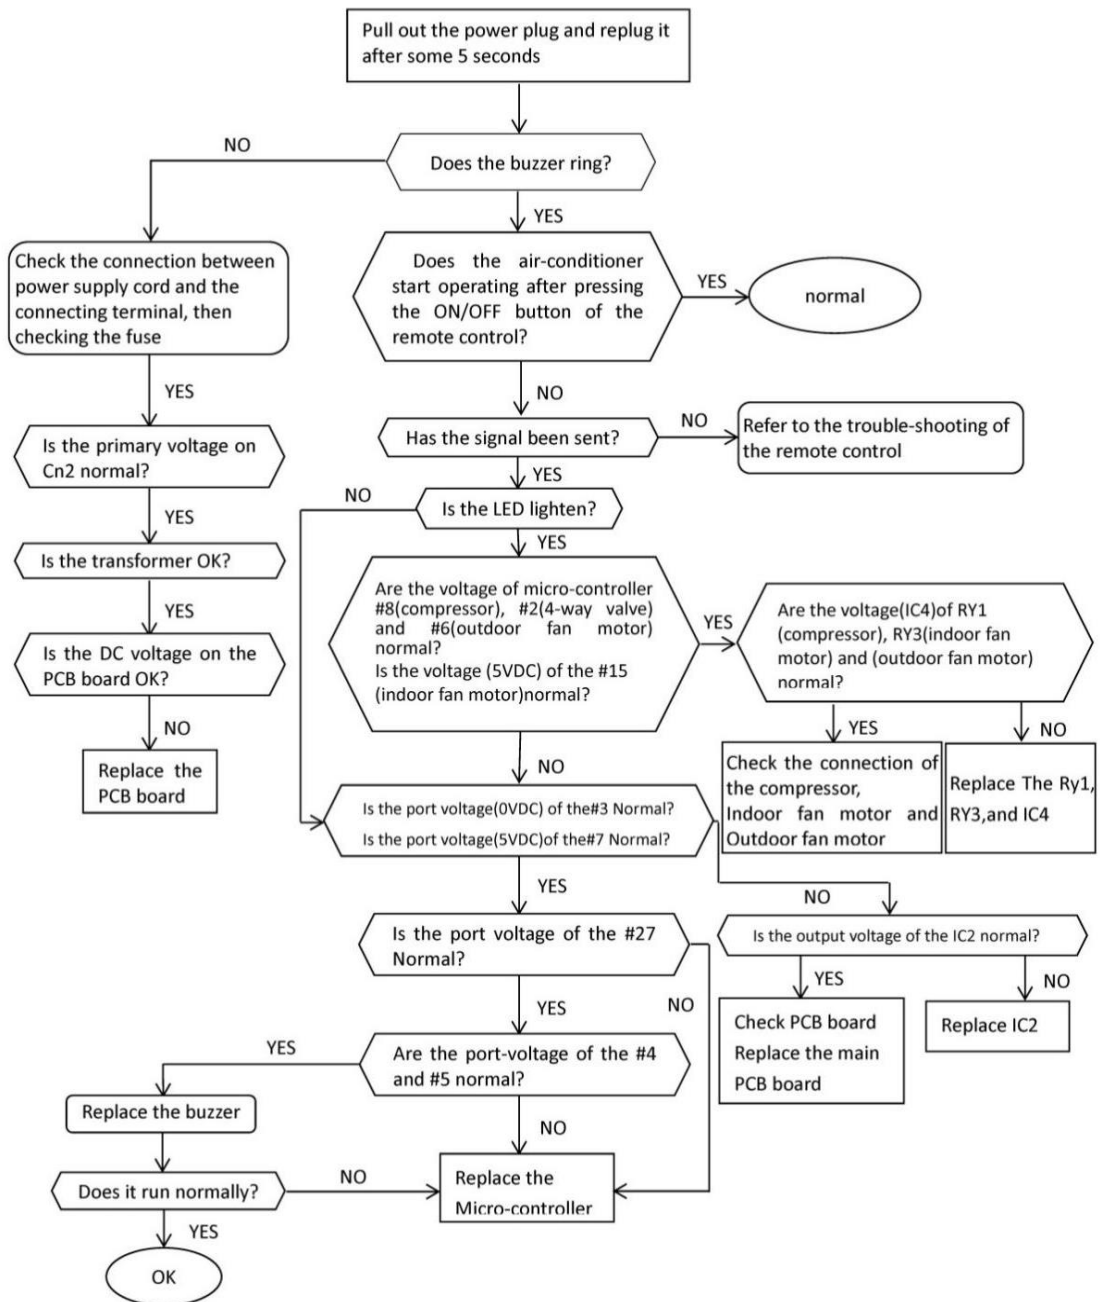 Pull out the power plug and replug it
after some 5 seconds
NO
Does the buzzer ring?
YES
Check the connection between
power supply cord and the
connecting terminal, then
checking the fuse
Does the air-conditioner
start operating after pressing
the ON/OFF button of the
remote control?
YES
normal
YES
NO
Is the primary voltage on
Cn2 normal?
Has the signal been sent?
NO
Refer to the trouble-shooting of
the remote control
YES
NO
Is the LED lighten?
YES
YES
Is the transformer OK?
Are the voltage of micro-controller
#8(compressor), #2(4-way valve)
and #6(outdoor fan motor)
normal?
Is the voltage (5VDC) of the #15
(indoor fan motor)normal?
YES
Are the voltage(IC4)of RY1
(compressor), RY3(indoor fan
motor) and (outdoor fan motor)
normal?
YES
Is the DC voltage on the
PCB board OK?
NO
Replace the
PCB board
YES
NO
Check the connection of
the compressor,
Indoor fan motor and
Outdoor fan motor
Replace The Ry1,
RY3,and IC4
NO
Is the port voltage(0VDC) of the#3 Normal?
Is the port voltage(5VDC)of the#7 Normal?
YES
NO
Is the port voltage of the #27
Normal?
Is the output voltage of the IC2 normal?
YES
NO
YES
NO
Check PCB board
Replace the main
PCB board
Replace IC2
Are the port-voltage of the #4
and #5 normal?
YES
Replace the buzzer
NO
Does it run normally?
NO
Replace the
Micro-controller
YES
OK